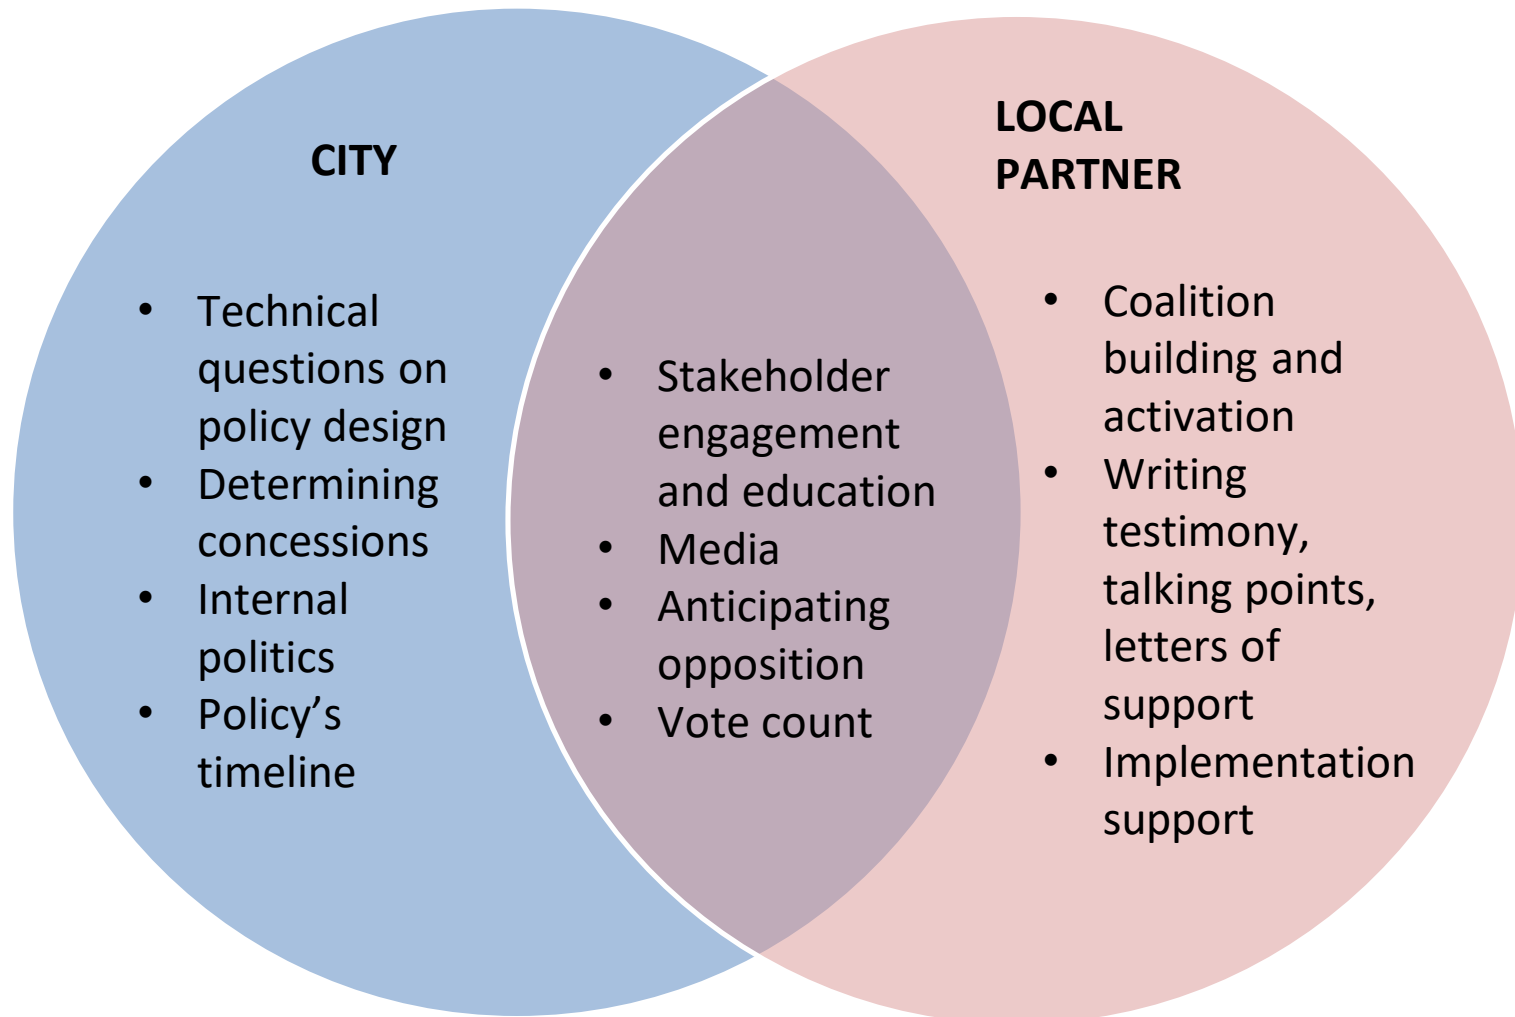 CITY
• Technical
questions on
policy design
• Determining
concessions
• Internal
politics
• Policy’s
timeline
• Stakeholder
engagement
and education
• Media
• Anticipating
opposition
• Vote count
LOCAL
PARTNER
• Coalition
building and
activation
• Writing
testimony,
talking points,
letters of
support
• Implementation
support